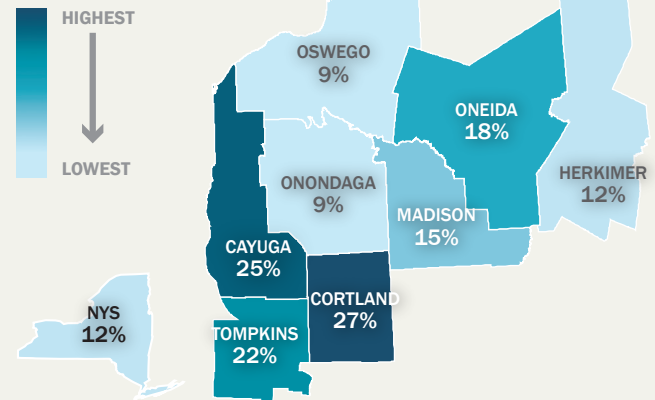 HIGHEST
LOWEST
OSWEGO
9%
ONEIDA
18%
HERKIMER
12%
ONONDAGA
9%
MADISON
15%
CAYUGA
25%
CORTLAND
27%
NYS
12%
TOMPKINS
22%